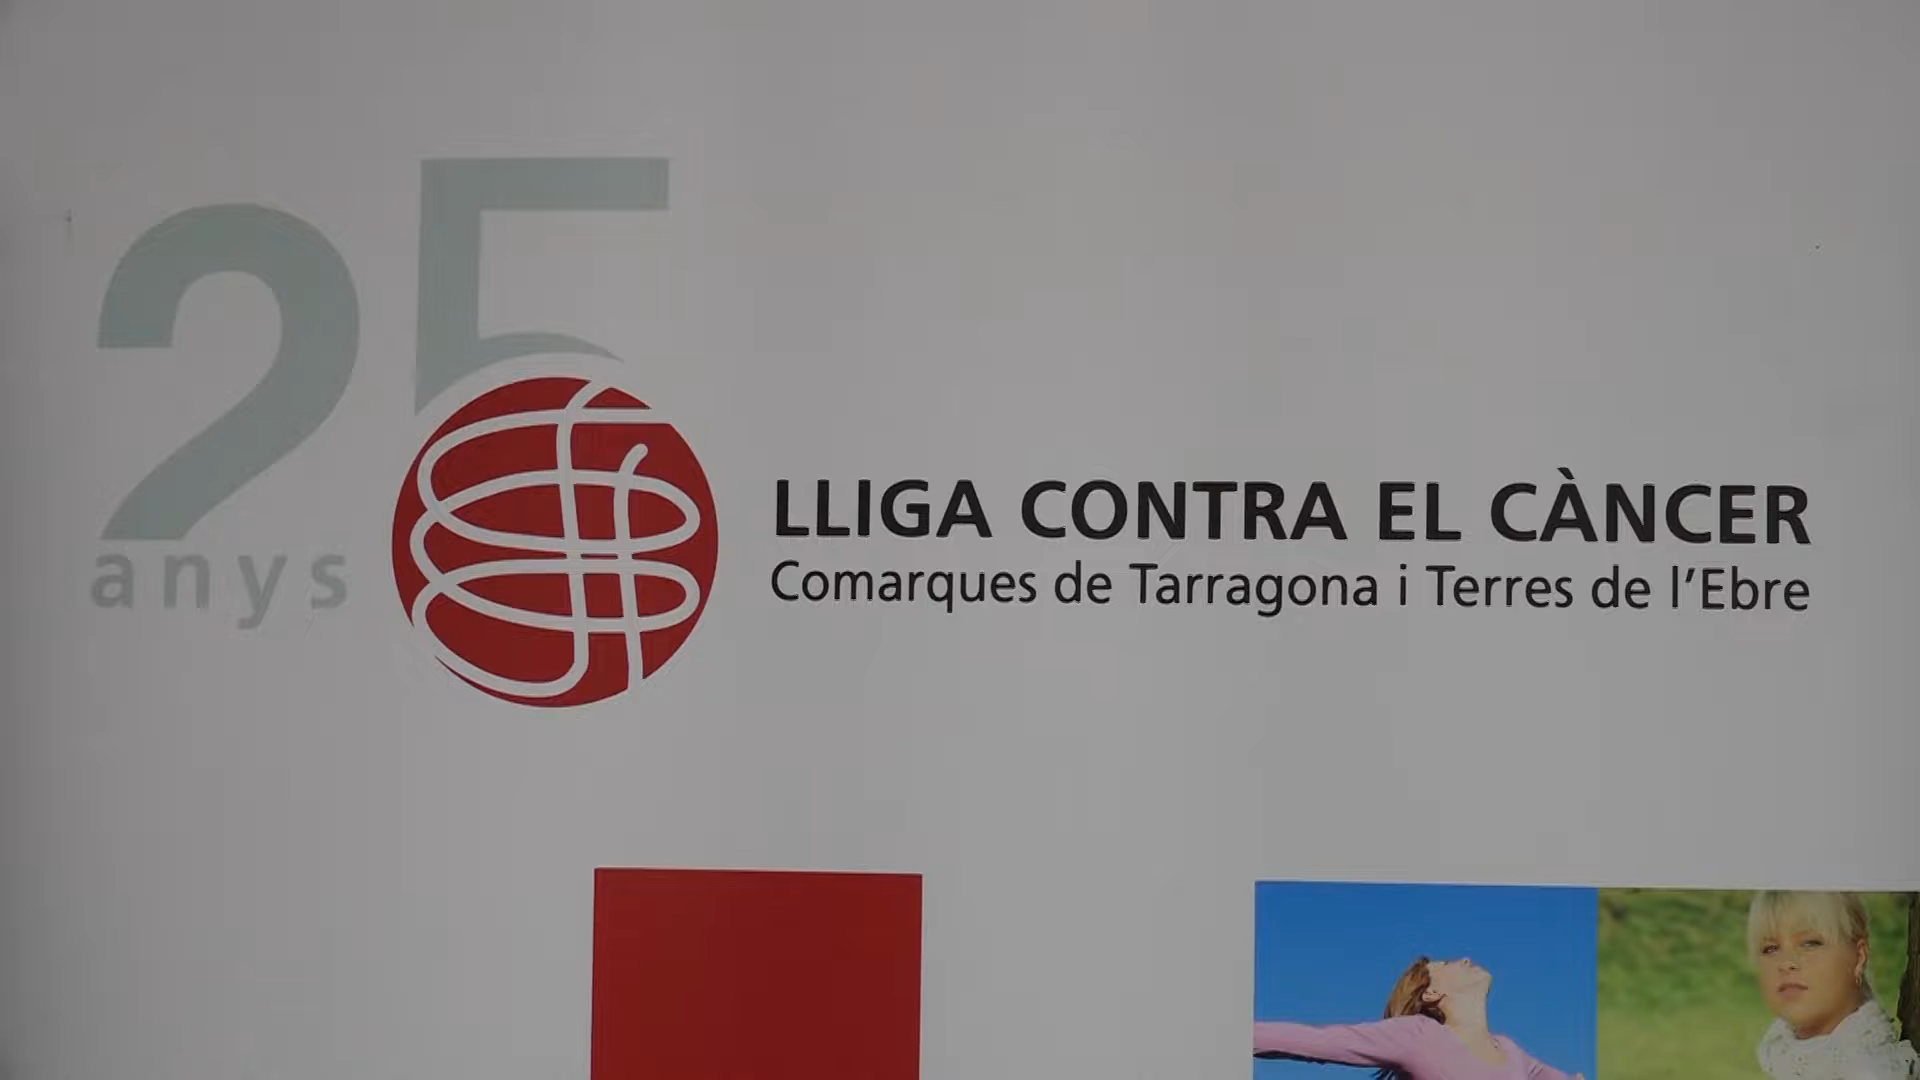 25
anys
LLIGA CONTRA EL CÀNCER
Comarques de Tarragona i Terres de l’Ebre